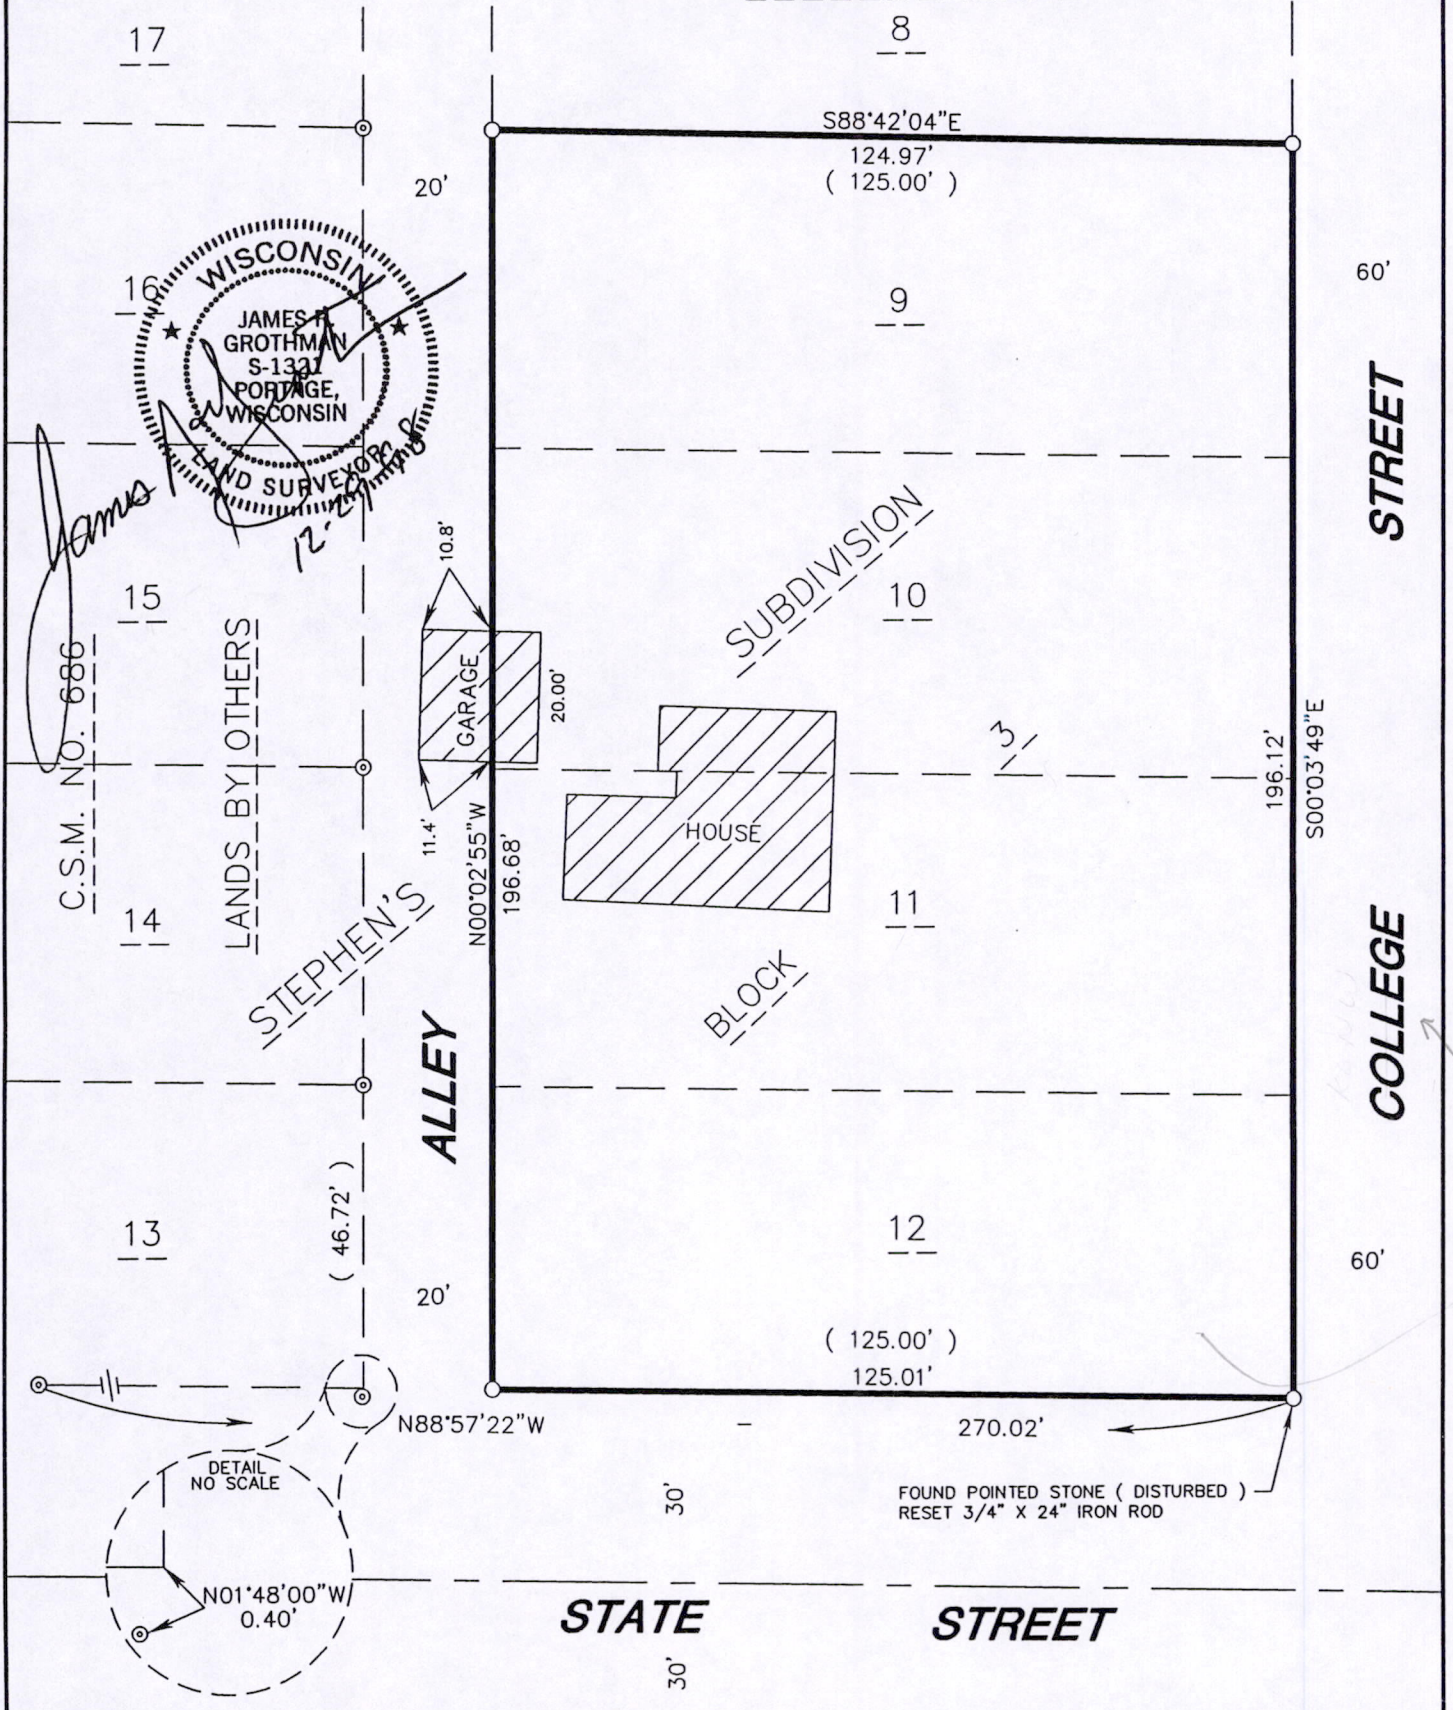 17
8
S88°42'04"E
124.97'
( 125.00' )
20'
60'
WISCONSIN
JAMES R.
GROTHMAN
S-1321
PORTAGE,
WISCONSIN
LAND SURVEYOR
James
16
9
STREET
10.8'
SUBDIVISION
15
10
C.S.M. NO. 686
LANDS BY OTHERS
GARAGE
20.00'
3
196.12'
S00°03'49"E
HOUSE
11.4'
N00°02'55"W
196.68'
14
11
STEPHEN'S
BLOCK
COLLEGE
ALLEY
( 46.72' )
13
12
20'
60'
( 125.00' )
125.01'
N88°57'22"W
270.02'
DETAIL
NO SCALE
30'
FOUND POINTED STONE ( DISTURBED )
RESET 3/4" X 24" IRON ROD
N01°48'00"W
0.40'
STATE STREET
30'